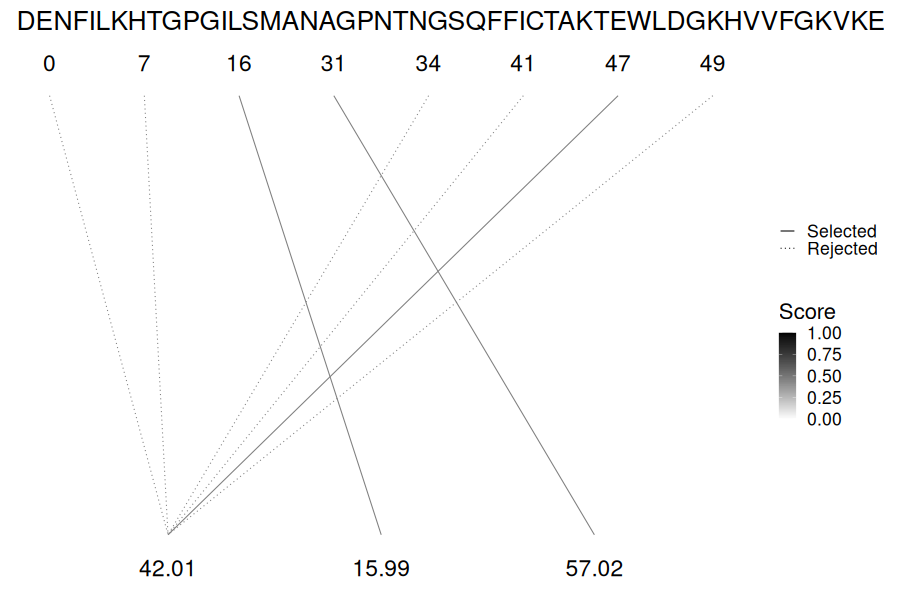 DENFILKHTGPGILSMANAGPNTNGSQFFICTAKTEWLDGKHVVFGKVKE
0 7 16 31 34 41 47 49
Selected
Rejected
Score
1.00
0.75
0.50
0.25
0.00
42.01 15.99 57.02